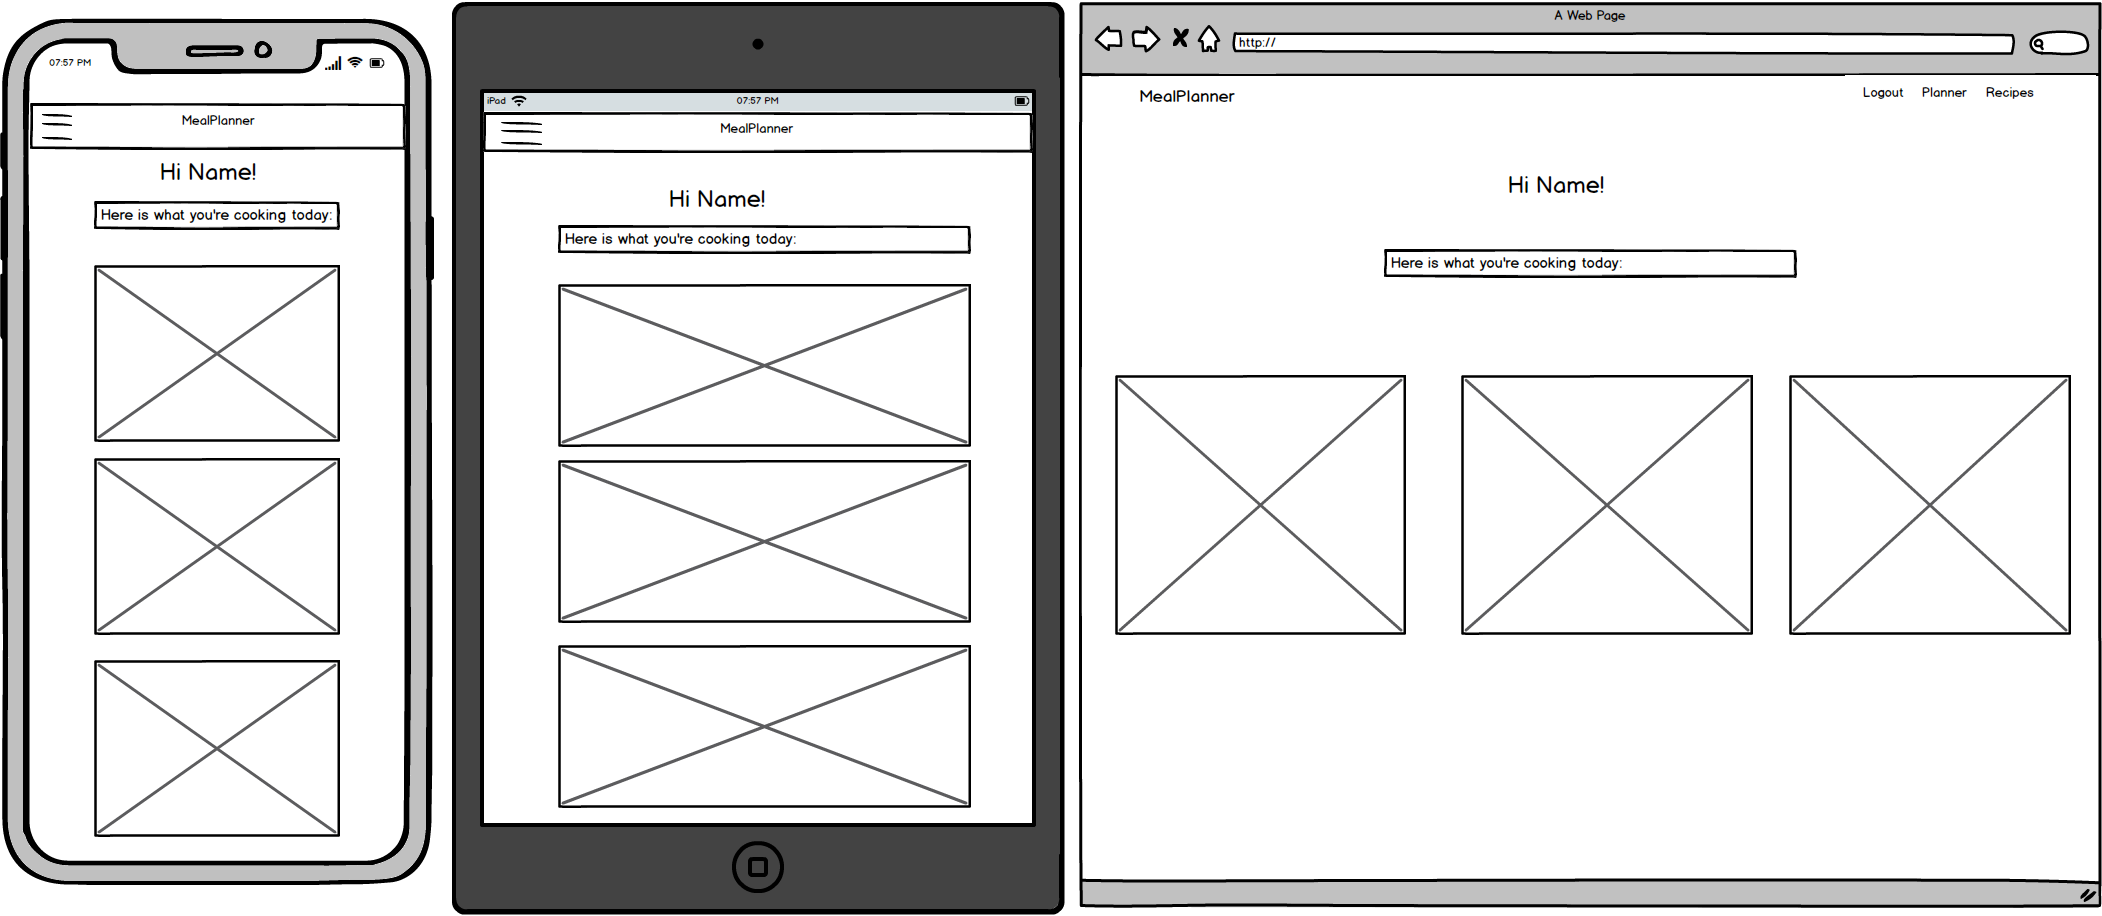 07:57 PM
MealPlanner
Hi Name!
Here is what you're cooking today:
iPad
07:57 PM
MealPlanner
Hi Name!
Here is what you're cooking today:
A Web Page
http://
MealPlanner
Logout Planner Recipes
Hi Name!
Here is what you're cooking today: